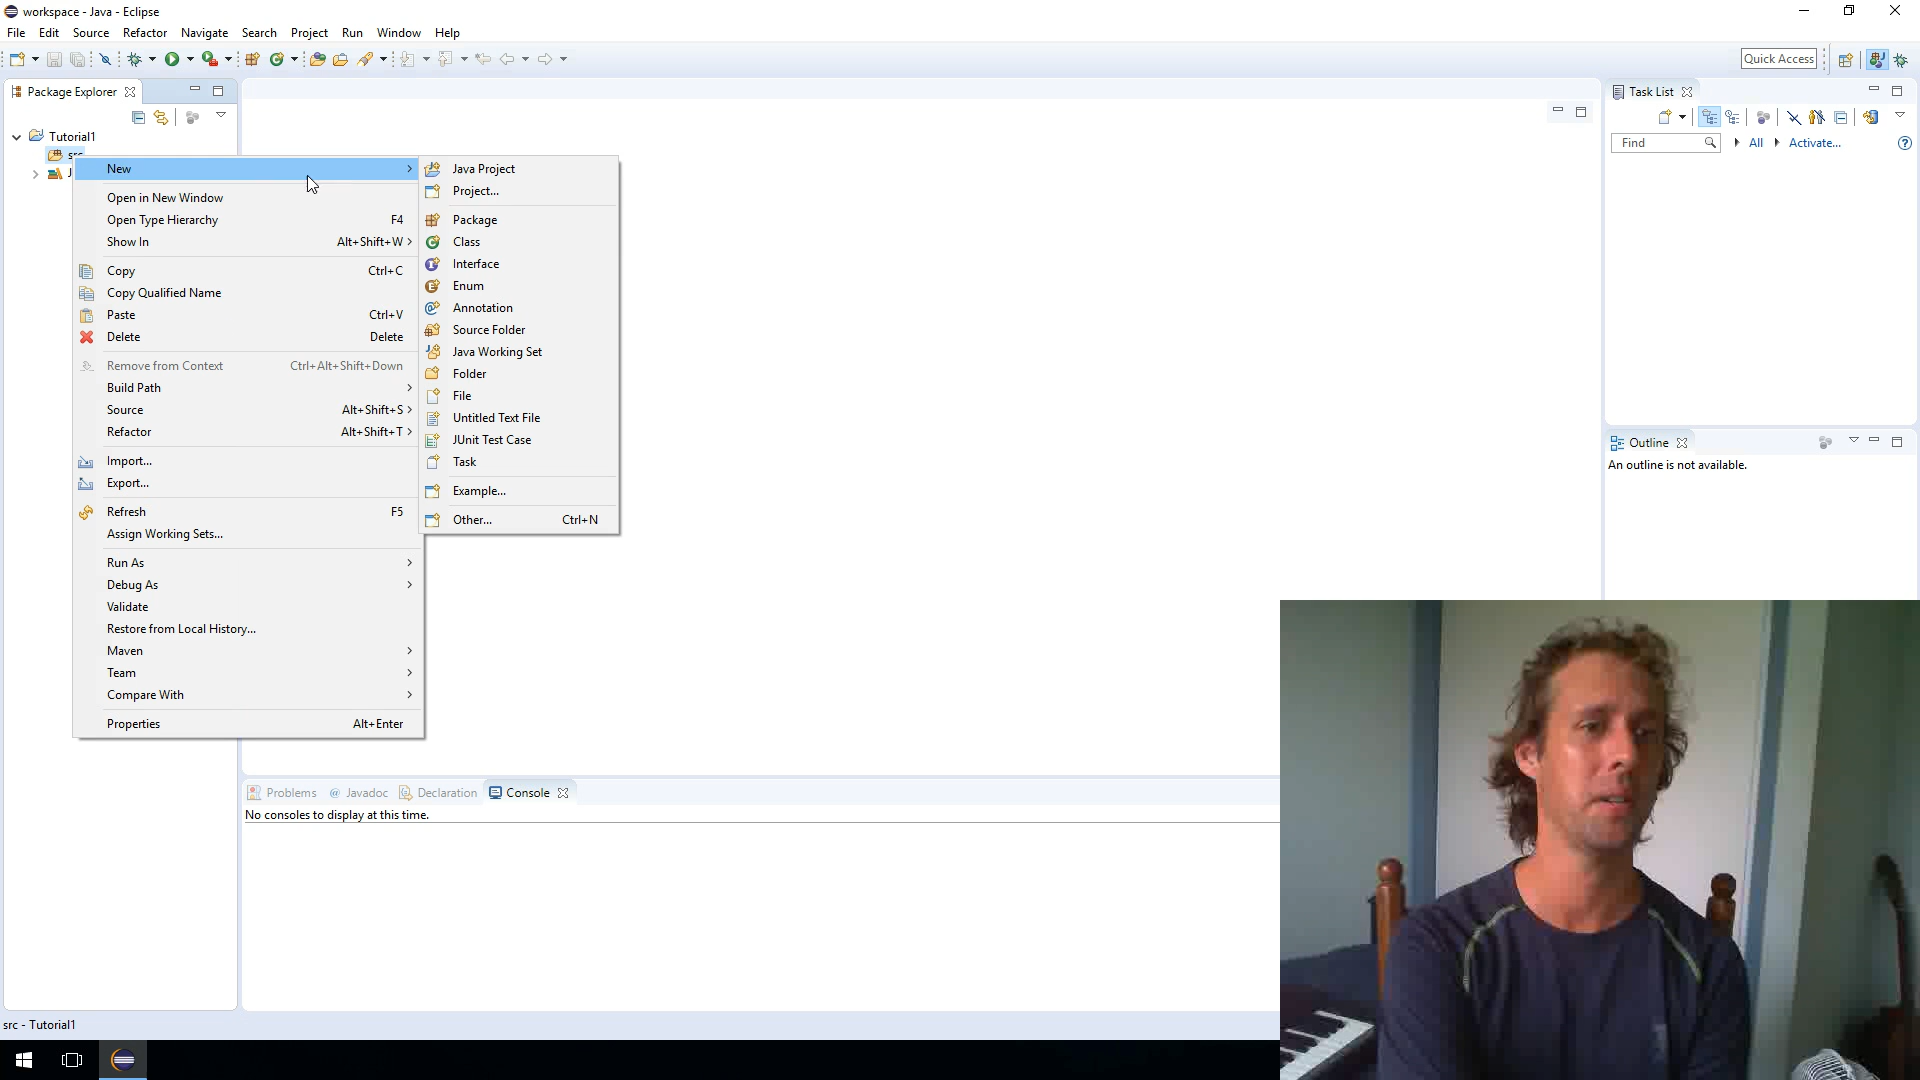 workspace - Java - Eclipse
File Edit Source Refactor Navigate Search Project Run Window Help
Quick Access
Package Explorer
Tutorial1
src
J
New
Open in New Window
Open Type Hierarchy F4
Show In Alt+Shift+W
Copy Ctrl+C
Copy Qualified Name
Paste Ctrl+V
Delete Delete
Remove from Context Ctrl+Alt+Shift+Down
Build Path
Source Alt+Shift+S
Refactor Alt+Shift+T
Import...
Export...
Refresh F5
Assign Working Sets...
Run As
Debug As
Validate
Restore from Local History...
Maven
Team
Compare With
Properties Alt+Enter
Java Project
Project...
Package
Class
Interface
Enum
Annotation
Source Folder
Java Working Set
Folder
File
Untitled Text File
JUnit Test Case
Task
Example...
Other... Ctrl+N
Task List
Find All Activate...
Outline
An outline is not available.
Problems Javadoc Declaration Console
No consoles to display at this time.
src - Tutorial1